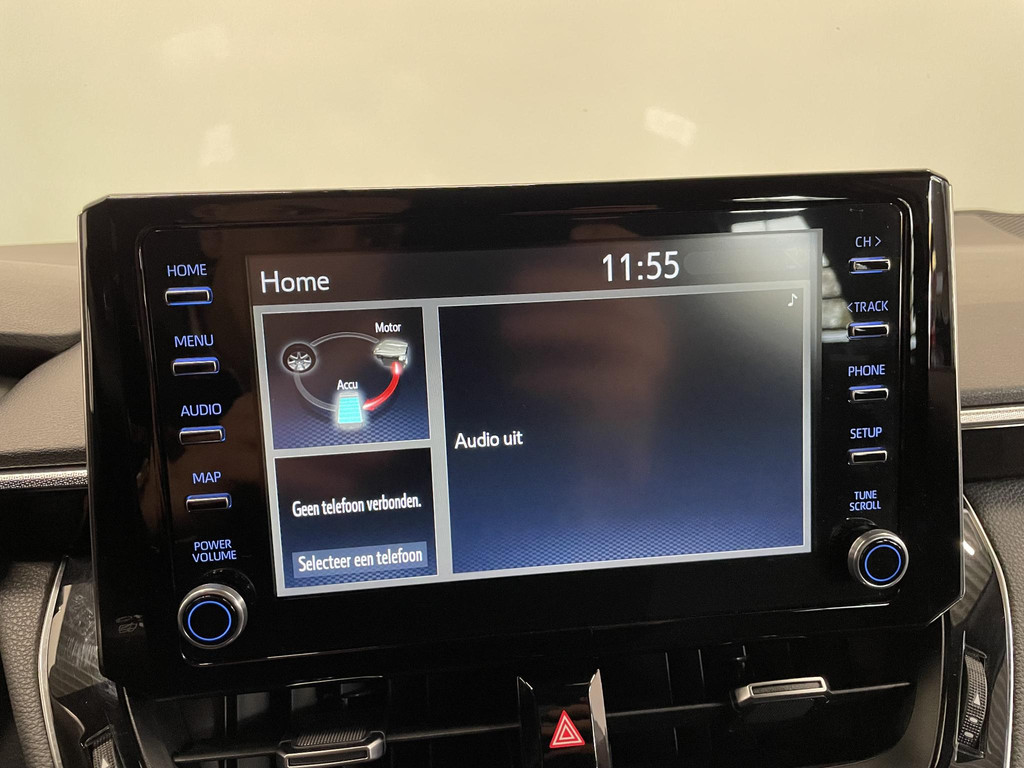 HOME
MENU
AUDIO
MAP
POWER
VOLUME
Home
11:55
Motor
Accu
Geen telefoon verbonden.
Selecteer een telefoon
Audio uit
CH >
< TRACK
PHONE
SETUP
TUNE
SCROLL